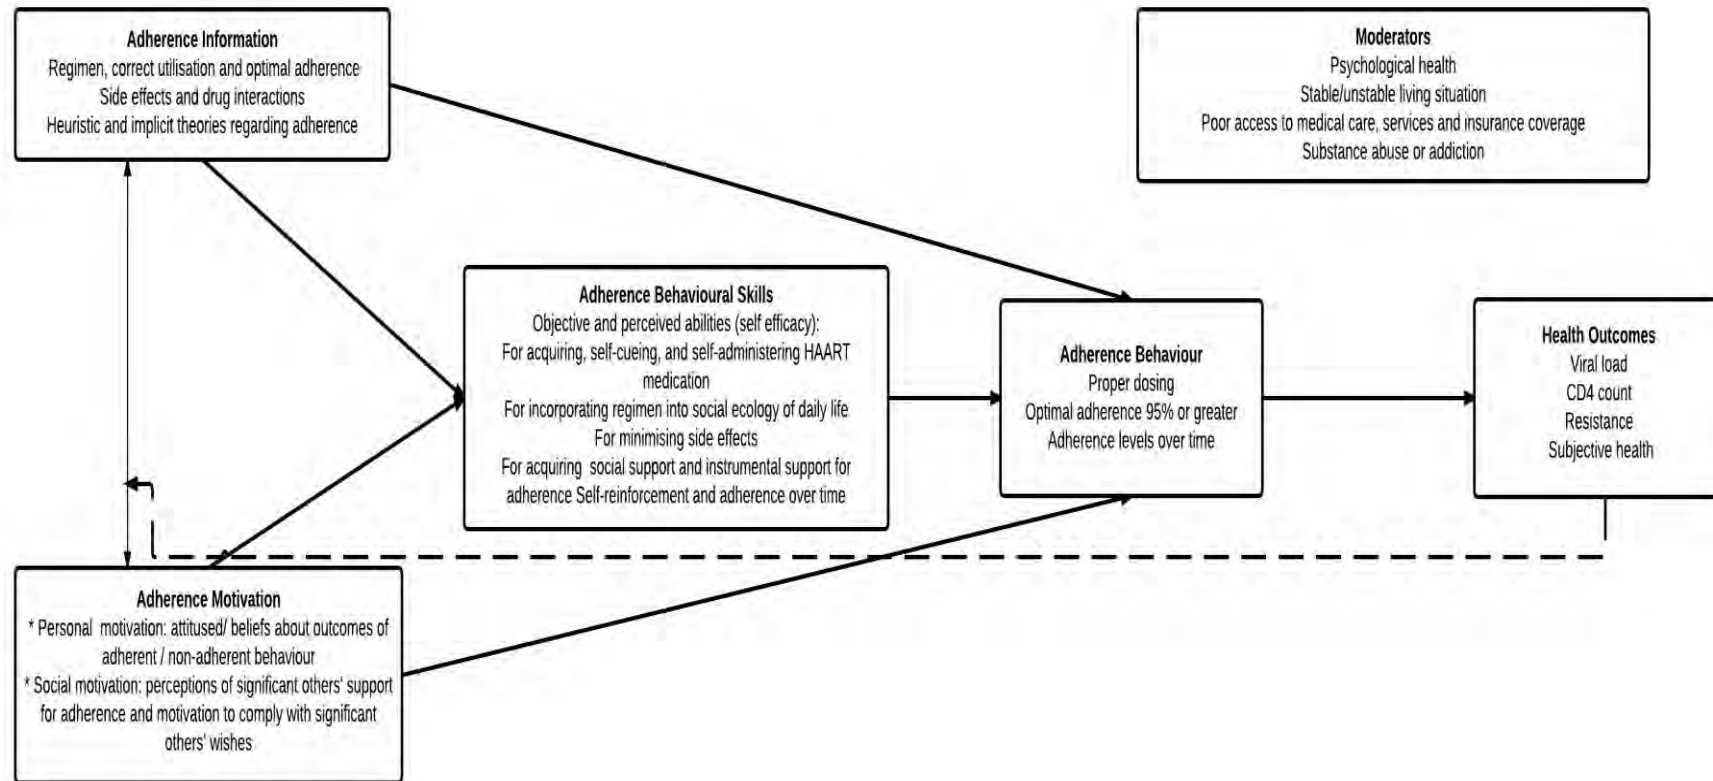 Adherence Information
Regimen, correct utilisation and optimal adherence
Side effects and drug interactions
Heuristic and implicit theories regarding adherence
Moderators
Psychological health
Stable/unstable living situation
Poor access to medical care, services and insurance coverage
Substance abuse or addiction
Adherence Behavioural Skills
Objective and perceived abilities (self efficacy):
For acquiring, self-cueing, and self-administering HAART
medication
For incorporating regimen into social ecology of daily life
For minimising side effects
For acquiring social support and instrumental support for
adherence Self-reinforcement and adherence over time
Adherence Behaviour
Proper dosing
Optimal adherence 95% or greater
Adherence levels over time
Health Outcomes
Viral load
CD4 count
Resistance
Subjective health
Adherence Motivation
* Personal motivation: attitused/ beliefs about outcomes of
adherent / non-adherent behaviour
* Social motivation: perceptions of significant others' support
for adherence and motivation to comply with significant
others' wishes